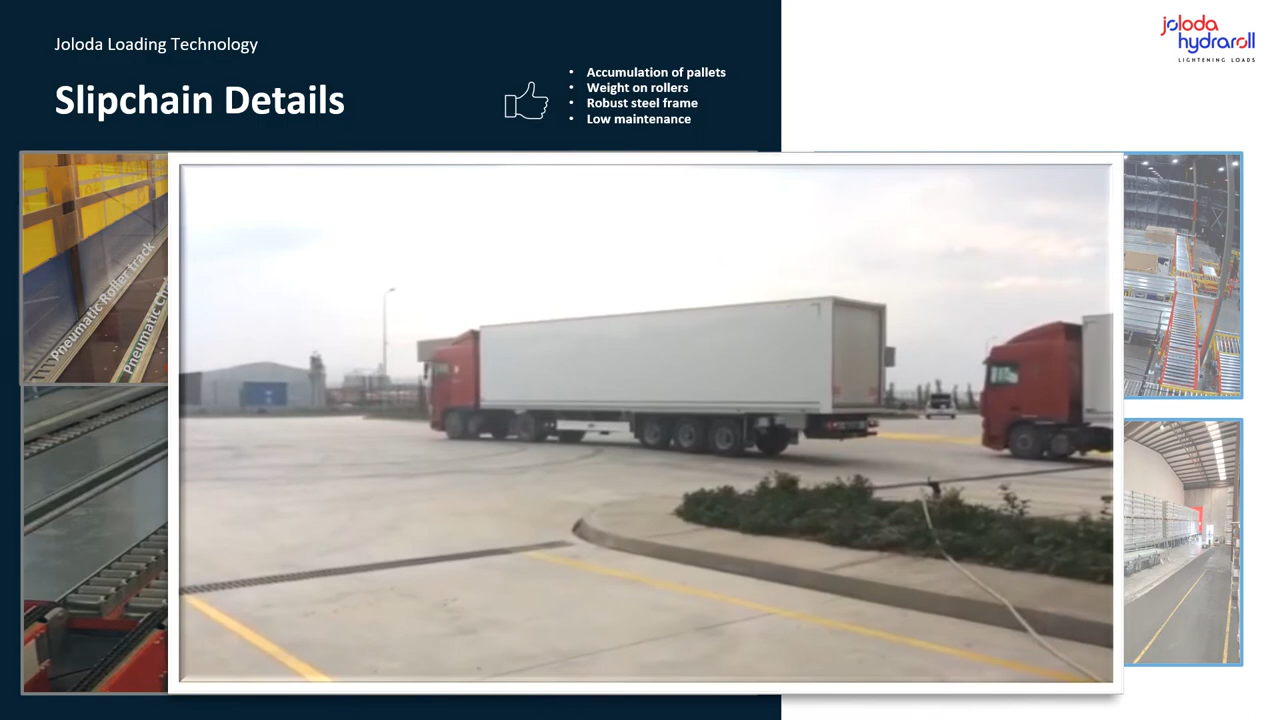 Joloda Loading Technology
Slipchain Details
• Accumulation of pallets
• Weight on rollers
• Robust steel frame
• Low maintenance
joloda
hydraroll
LIGHTENING LOADS
Pneumatic Roller track
Pneumatic